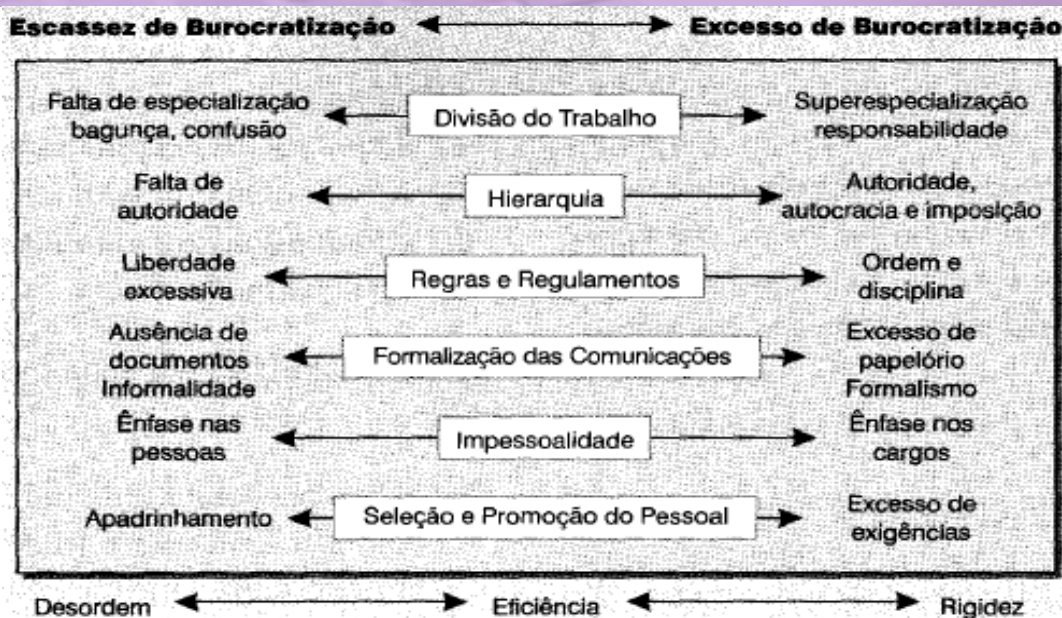 Escassez de Burocratização
Excesso de Burocratização
Falta de especialização
bagunça, confusão
Divisão do Trabalho
Superespecialização
responsabilidade
Falta de
autoridade
Hierarquia
Autoridade,
autocracia e imposição
Liberdade
excessiva
Regras e Regulamentos
Ordem e
disciplina
Ausência de
documentos
Informalidade
Formalização das Comunicações
Excesso de
papelório
Formalismo
Ênfase nas
pessoas
Impessoalidade
Ênfase nos
cargos
Apadrinhamento
Seleção e Promoção do Pessoal
Excesso de
exigências
Desordem
Eficiência
Rigidez